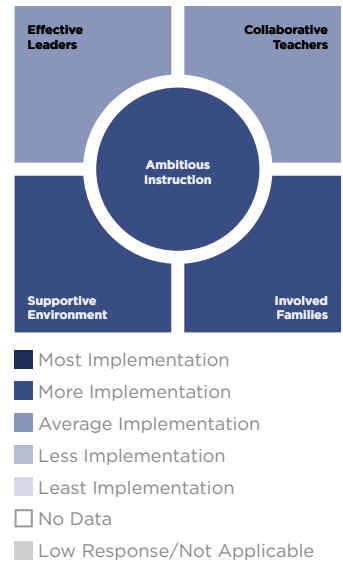 Effective
Leaders
Collaborative
Teachers
Ambitious
Instruction
Supportive
Environment
Involved
Families
Most Implementation
More Implementation
Average Implementation
Less Implementation
Least Implementation
No Data
Low Response/Not Applicable